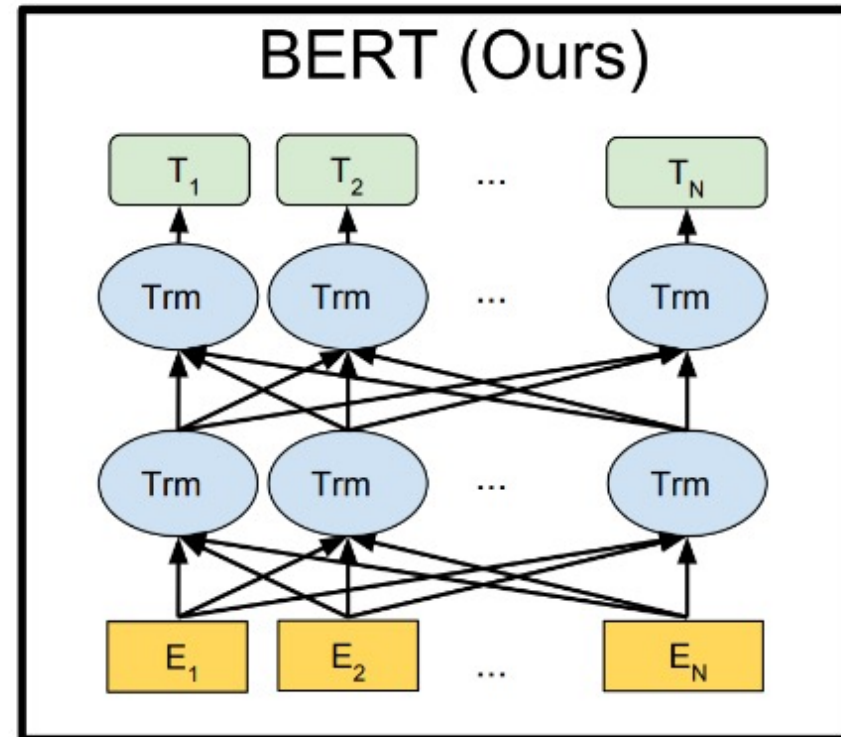 BERT (Ours)
T1 T2 ... TN
Trm Trm ... Trm
Trm Trm ... Trm
E1 E2 ... EN